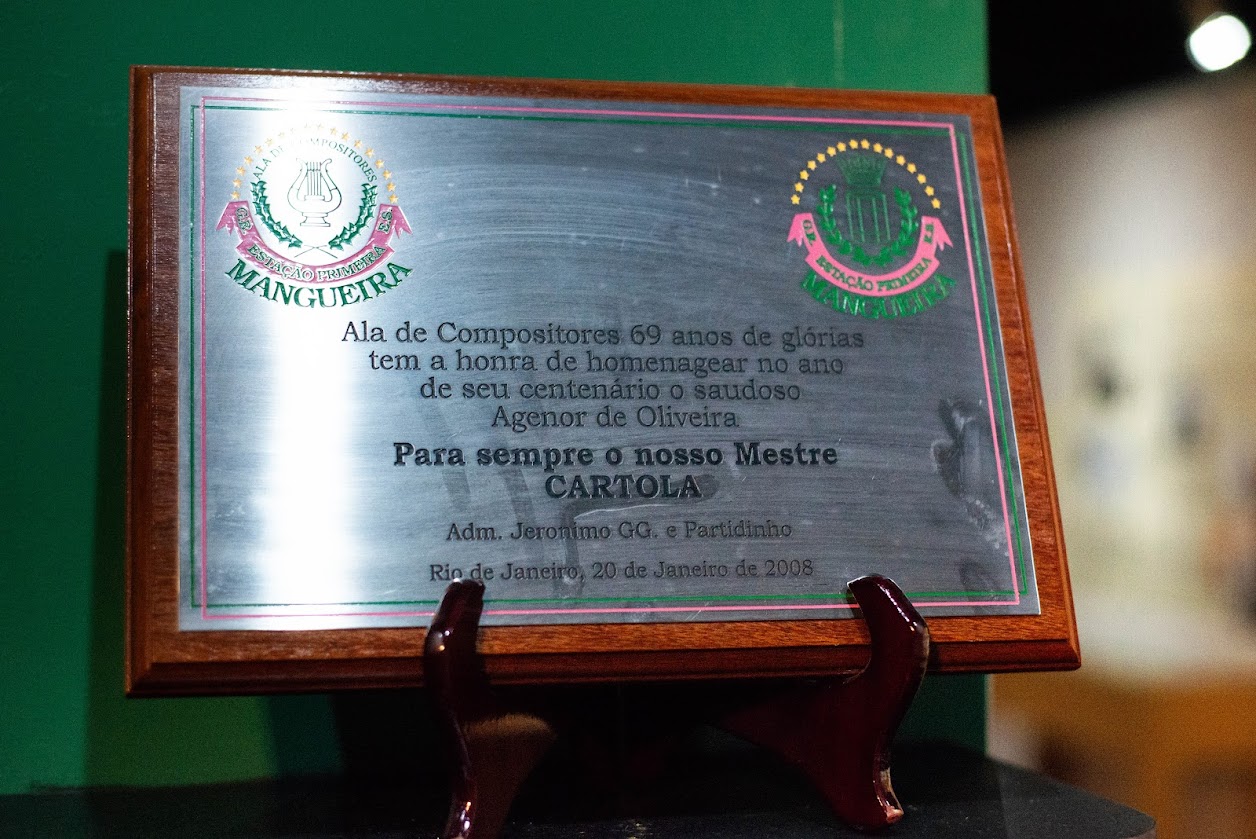 ALA DE COMPOSITORES
G.R. ESTAÇÃO PRIMEIRA E.S.
MANGUEIRA
G.R. ESTAÇÃO PRIMEIRA E.S.
MANGUEIRA
Ala de Compositores 69 anos de glórias
tem a honra de homenagear no ano
de seu centenário o saudoso
Agenor de Oliveira
Para sempre o nosso Mestre
CARTOLA
Adm. Jeronimo GG. e Partidinho
Rio de Janeiro, 20 de Janeiro de 2008